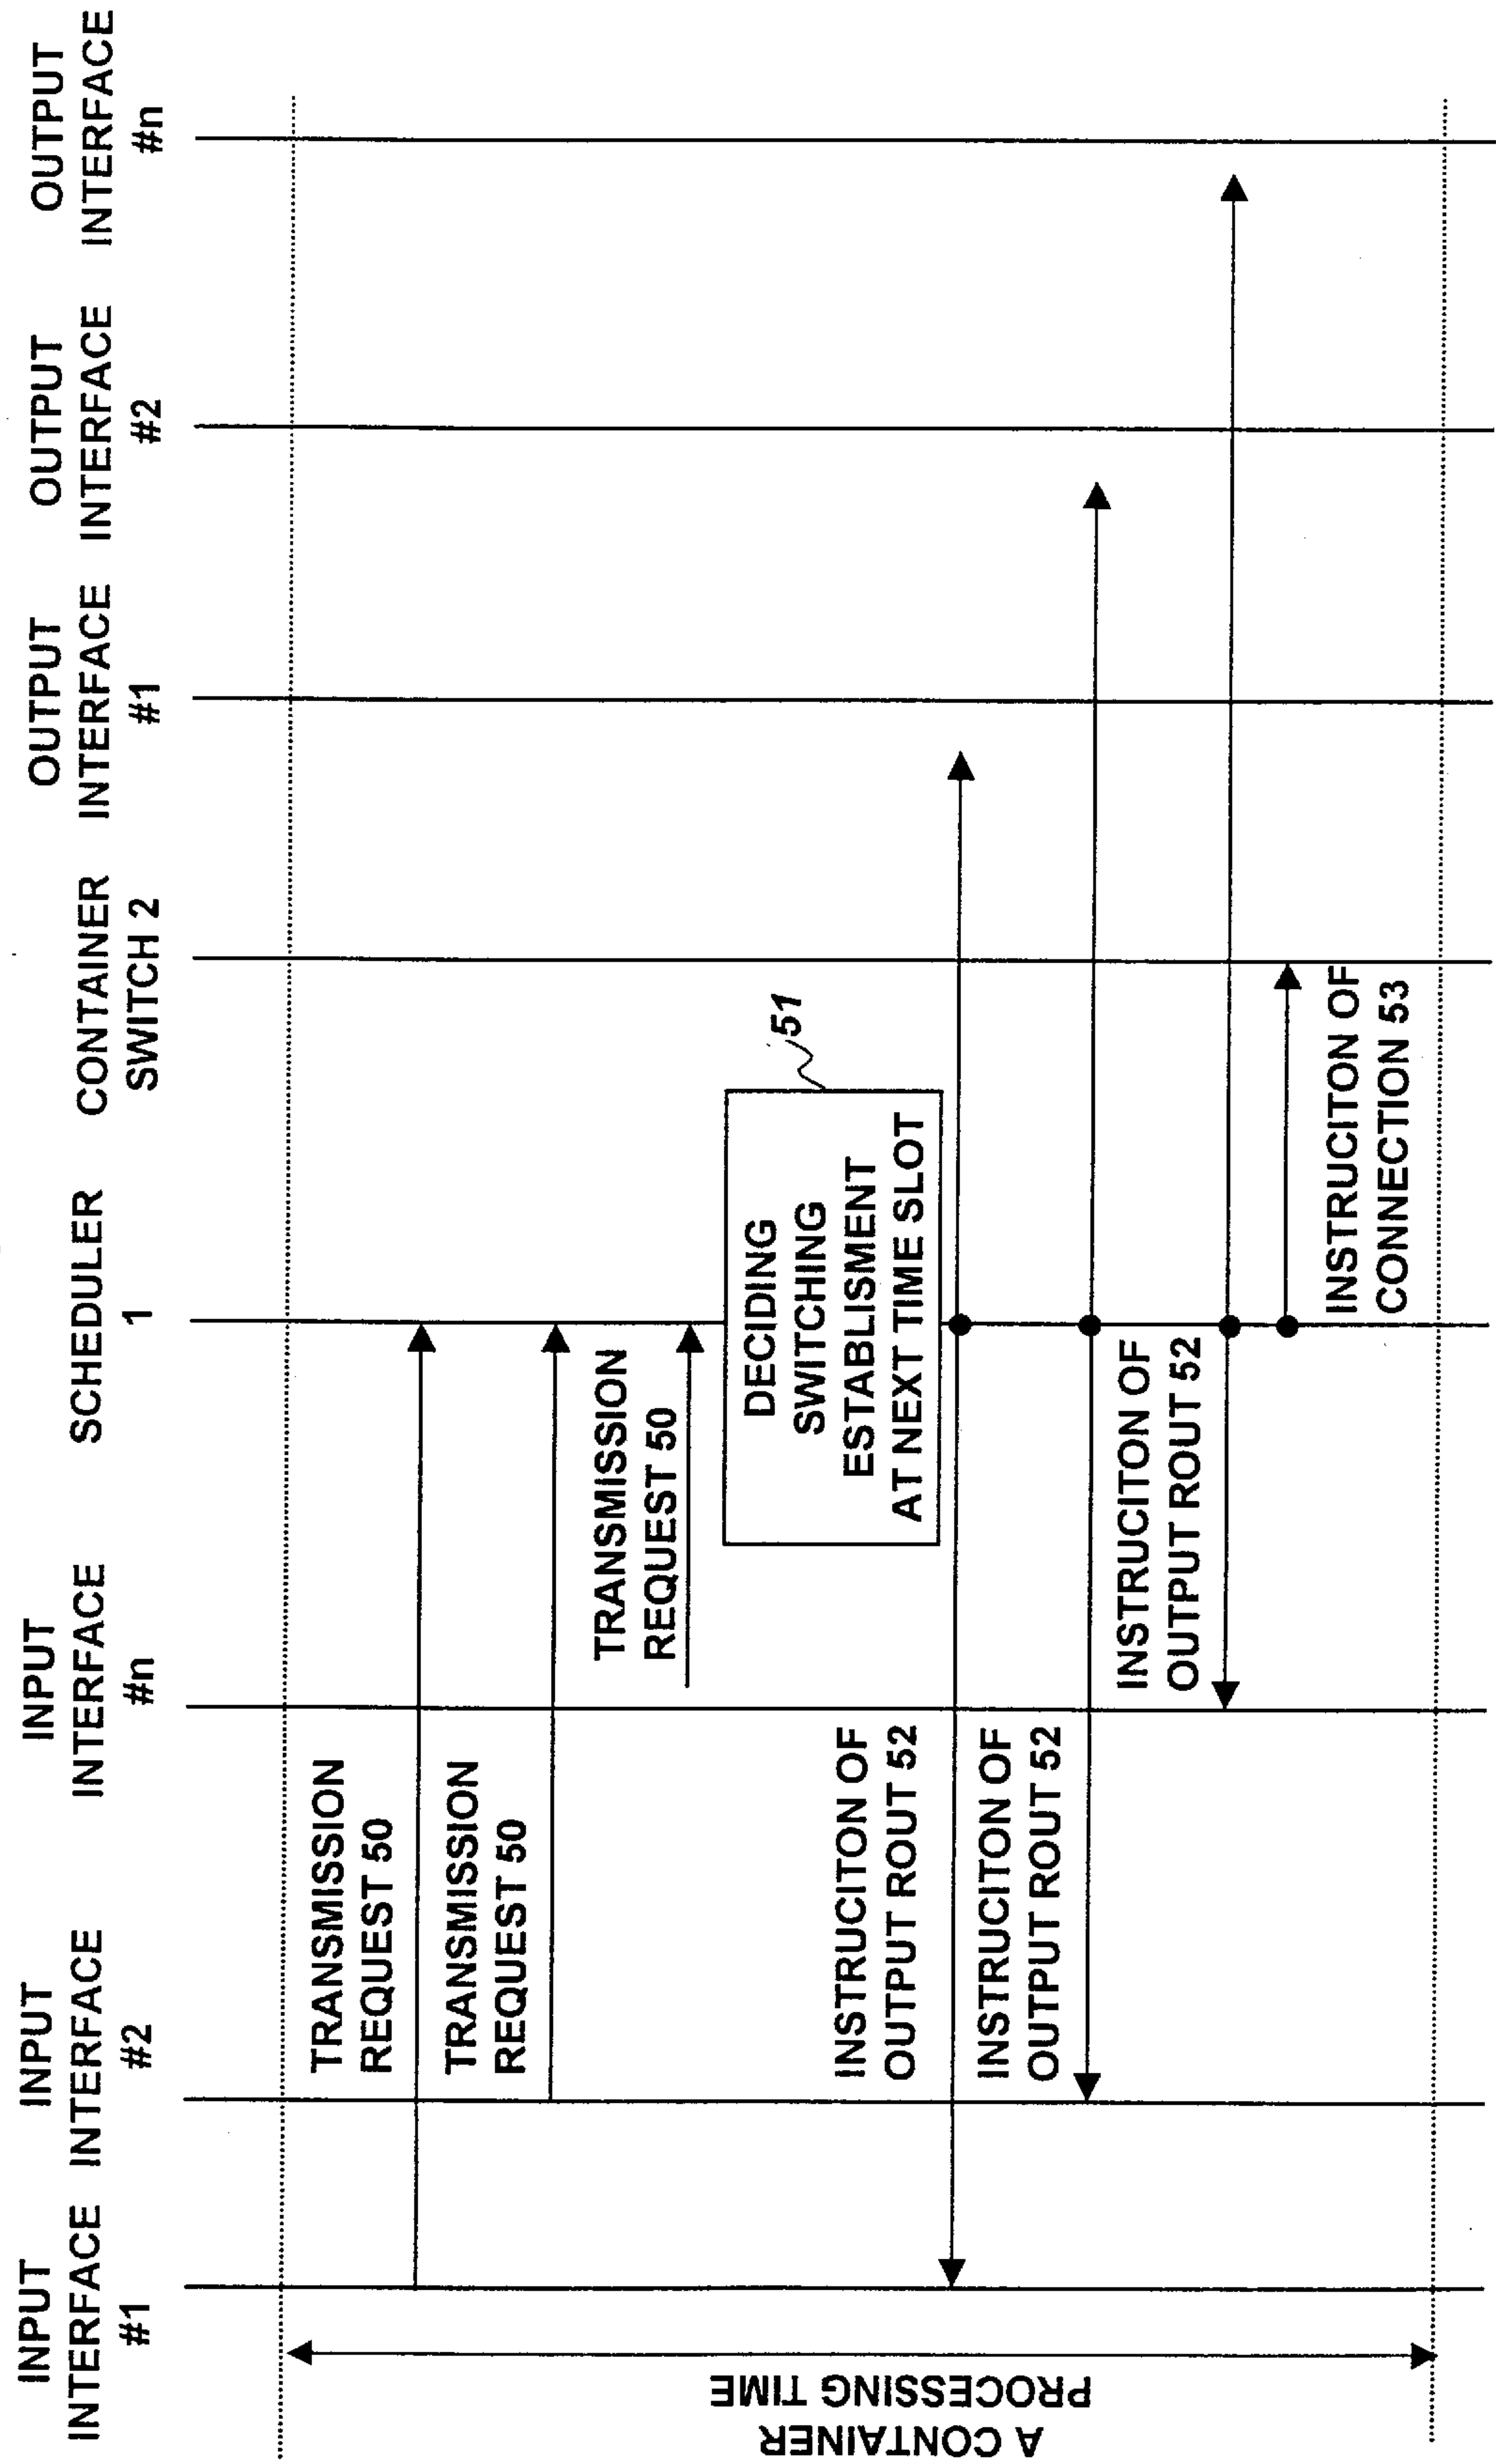 INPUT
INTERFACE
#1
INPUT
INTERFACE
#2
INPUT
INTERFACE
#n
SCHEDULER
1
CONTAINER
SWITCH 2
OUTPUT
INTERFACE
#1
OUTPUT
INTERFACE
#2
OUTPUT
INTERFACE
#n
TRANSMISSION
REQUEST 50
TRANSMISSION
REQUEST 50
TRANSMISSION
REQUEST 50
DECIDING
SWITCHING
ESTABLISMENT
AT NEXT TIME SLOT
51
INSTRUCITON OF
OUTPUT ROUT 52
INSTRUCITON OF
OUTPUT ROUT 52
INSTRUCITON OF
OUTPUT ROUT 52
INSTRUCITON OF
CONNECTION 53
A CONTAINER
PROCESSING TIME